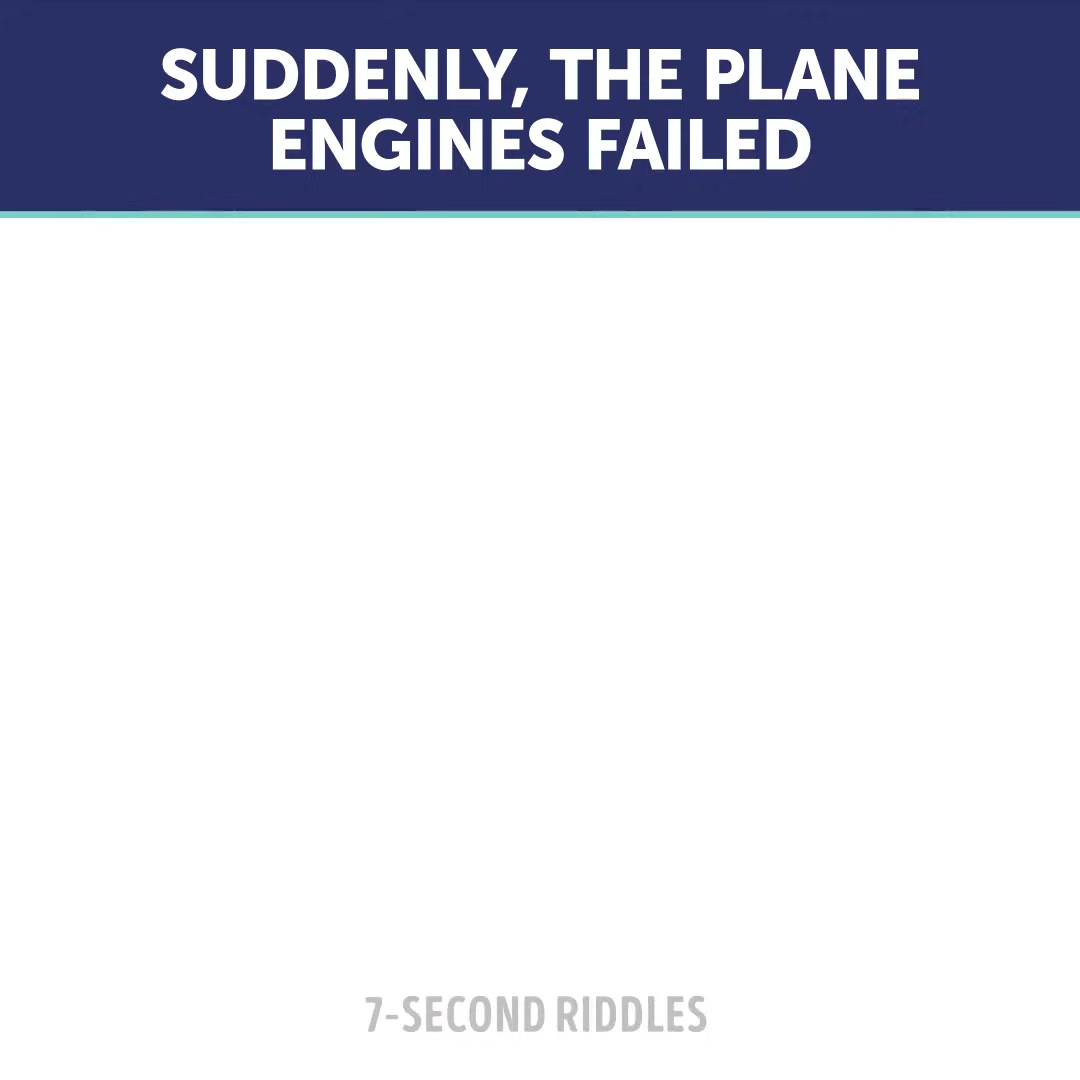 SUDDENLY, THE PLANE
ENGINES FAILED
7-SECOND RIDDLES